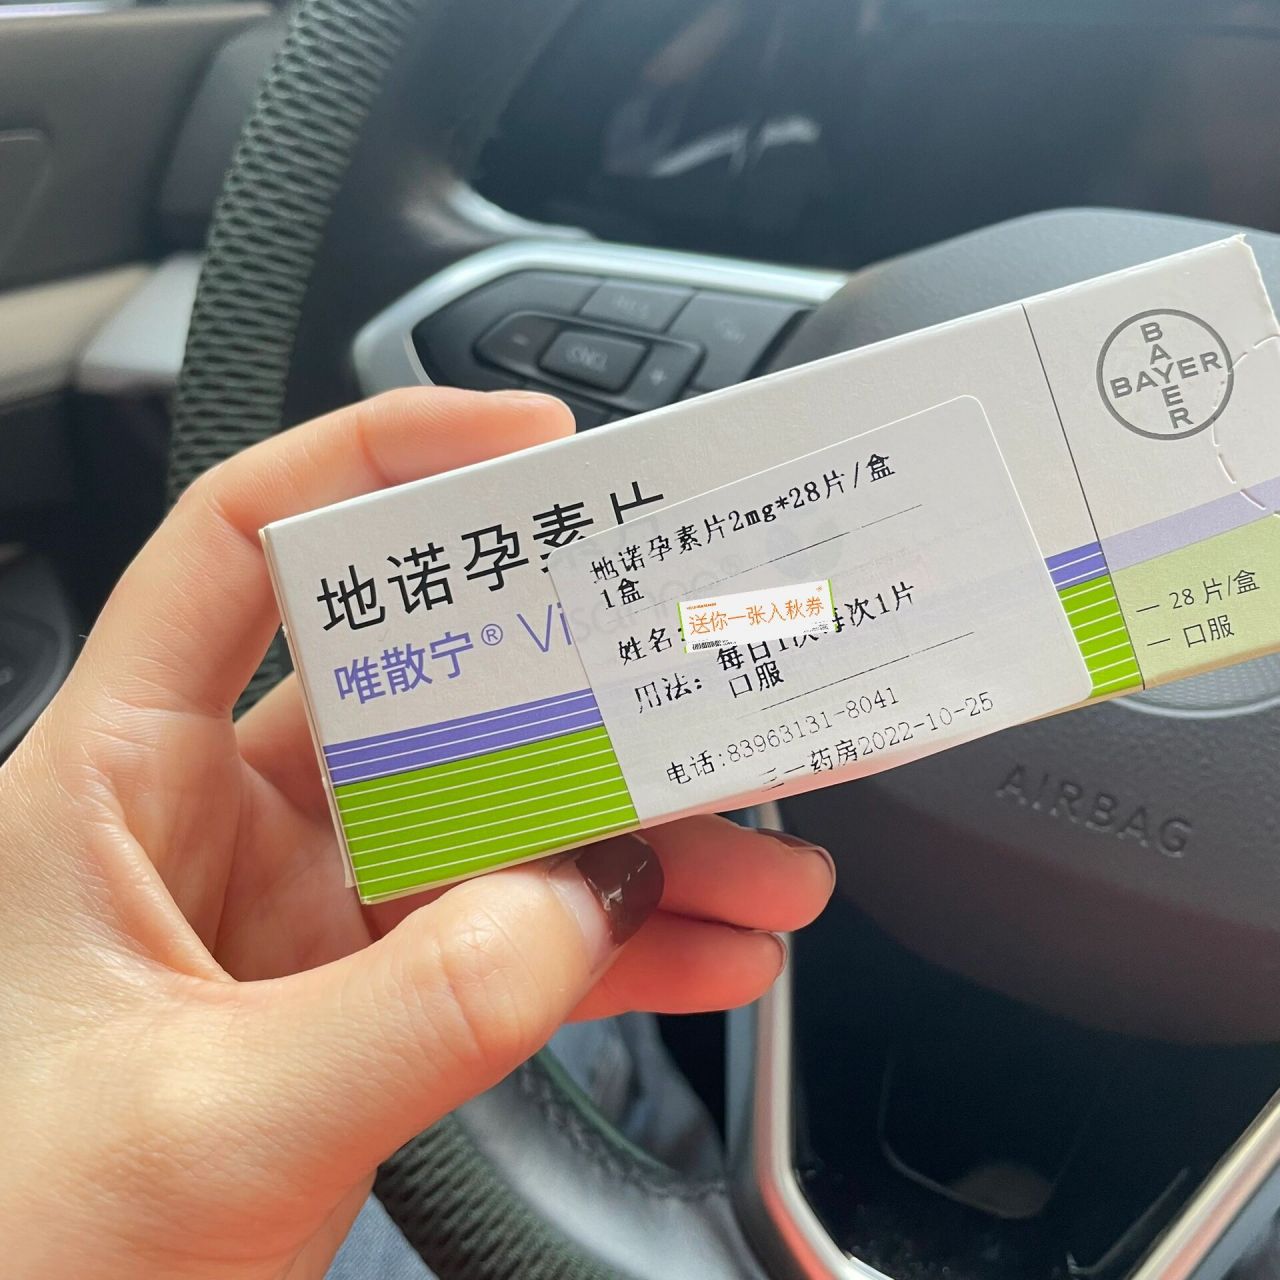 地诺孕素片
唯散宁® Vi
BAYER
BAYER
28 片/盒
口服
地诺孕素片2mg*28片/盒
1盒
姓名:
送你一张入秋券
用法: 每日1次每次1片
口服
电话:83963131-8041
三一药房2022-10-25
AIRBAG